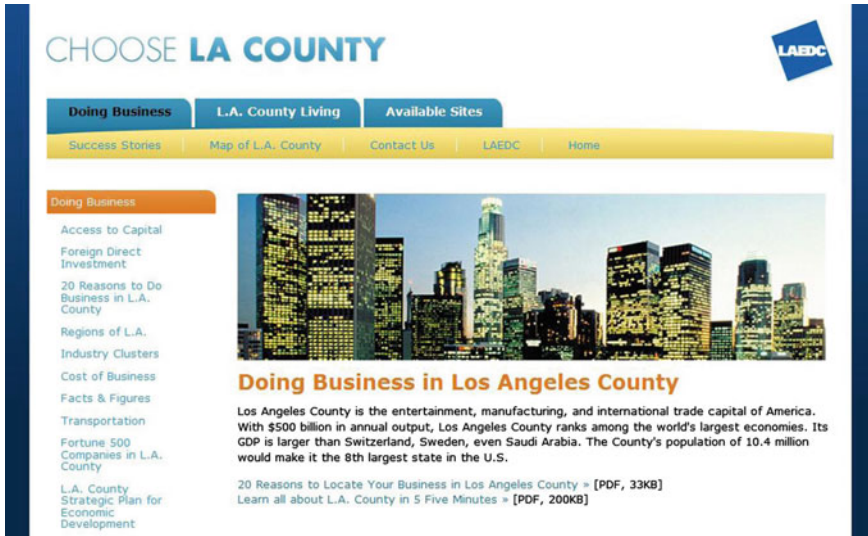 CHOOSE LA COUNTY
LAEDC
Doing Business
L.A. County Living
Available Sites
Success Stories
Map of L.A. County
Contact Us
LAEDC
Home
Doing Business
Access to Capital
Foreign Direct
Investment
20 Reasons to Do
Business in L.A.
County
Regions of L.A.
Industry Clusters
Cost of Business
Facts & Figures
Transportation
Fortune 500
Companies in L.A.
County
L.A. County
Strategic Plan for
Economic
Development
Doing Business in Los Angeles County
Los Angeles County is the entertainment, manufacturing, and international trade capital of America.
With $500 billion in annual output, Los Angeles County ranks among the world's largest economies. Its
GDP is larger than Switzerland, Sweden, even Saudi Arabia. The County's population of 10.4 million
would make it the 8th largest state in the U.S.
20 Reasons to Locate Your Business in Los Angeles County » [PDF, 33KB]
Learn all about L.A. County in 5 Five Minutes » [PDF, 200KB]